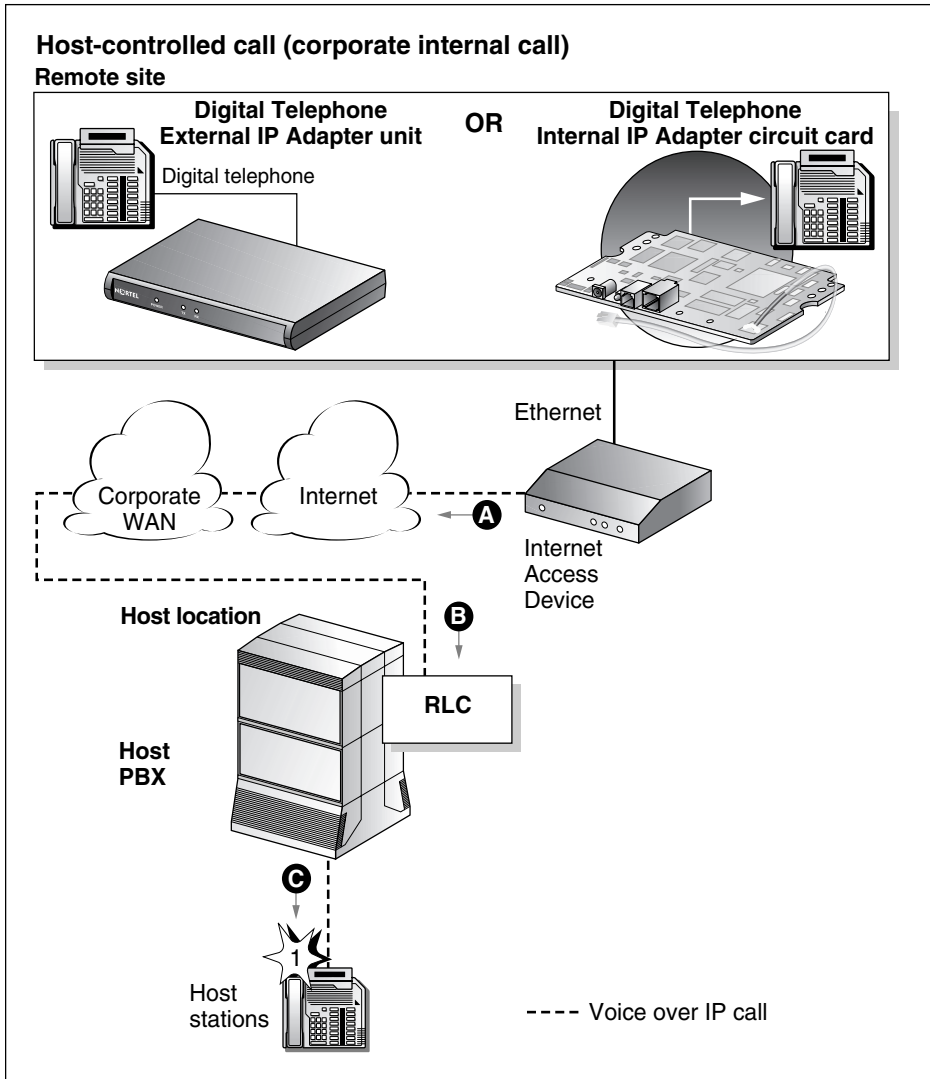 Host-controlled call (corporate internal call)
Remote site
Digital Telephone
External IP Adapter unit
OR
Digital Telephone
Internal IP Adapter circuit card
Digital telephone
NORTEL
Ethernet
Corporate
WAN
Internet
A
Internet
Access
Device
Host location
B
RLC
Host
PBX
C
1
Host
stations
Voice over IP call